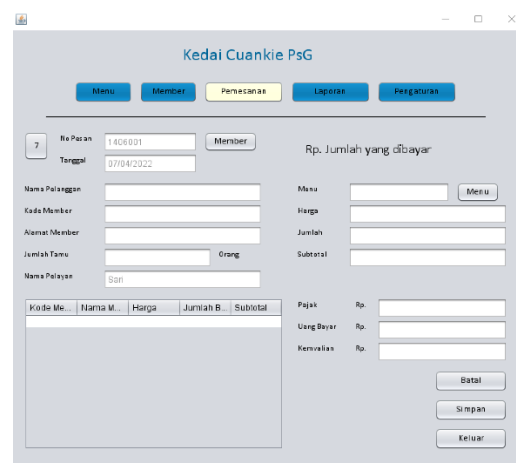 Kedai Cuankie PsG
Menu Member Pemesanan Laporan Pengaturan
7 No Pesan 1406001 Member
Tanggal 07/04/2022
Rp. Jumlah yang dibayar
Nama Pelanggan
Kode Member
Alamat Member
Jumlah Tamu Orang
Nama Pelayan Sari
Menu Menu
Harga
Jumlah
Subtotal
Kode Me... Nama M... Harga Jumlah B... Subtotal
Pajak Rp.
Uang Bayar Rp.
Kemvalian Rp.
Batal
Simpan
Keluar